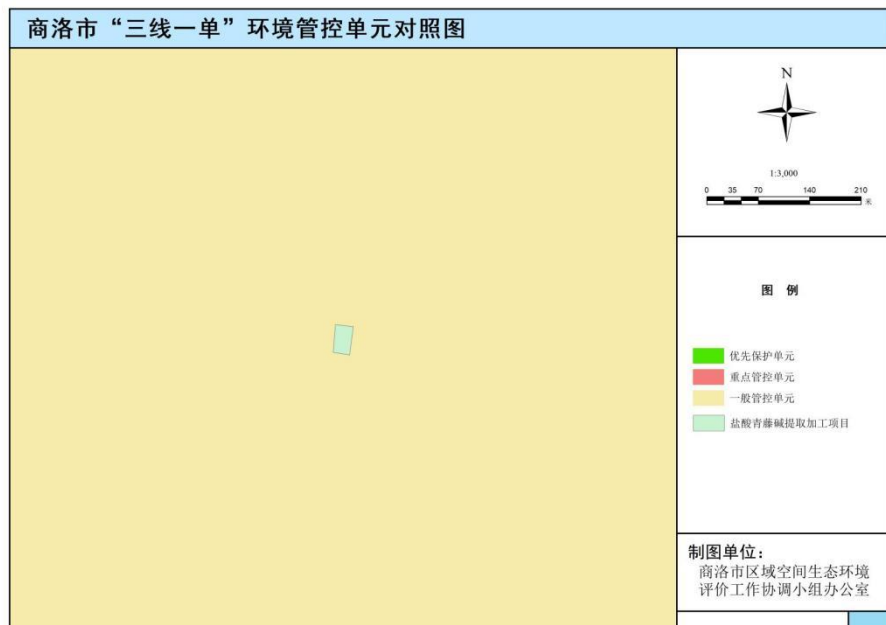 商洛市“三线一单”环境管控单元对照图
N
1:3,000
0 35 70 140 210
米
图 例
优先保护单元
重点管控单元
一般管控单元
盐酸青藤碱提取加工项目
制图单位：
商洛市区域空间生态环境
评价工作协调小组办公室